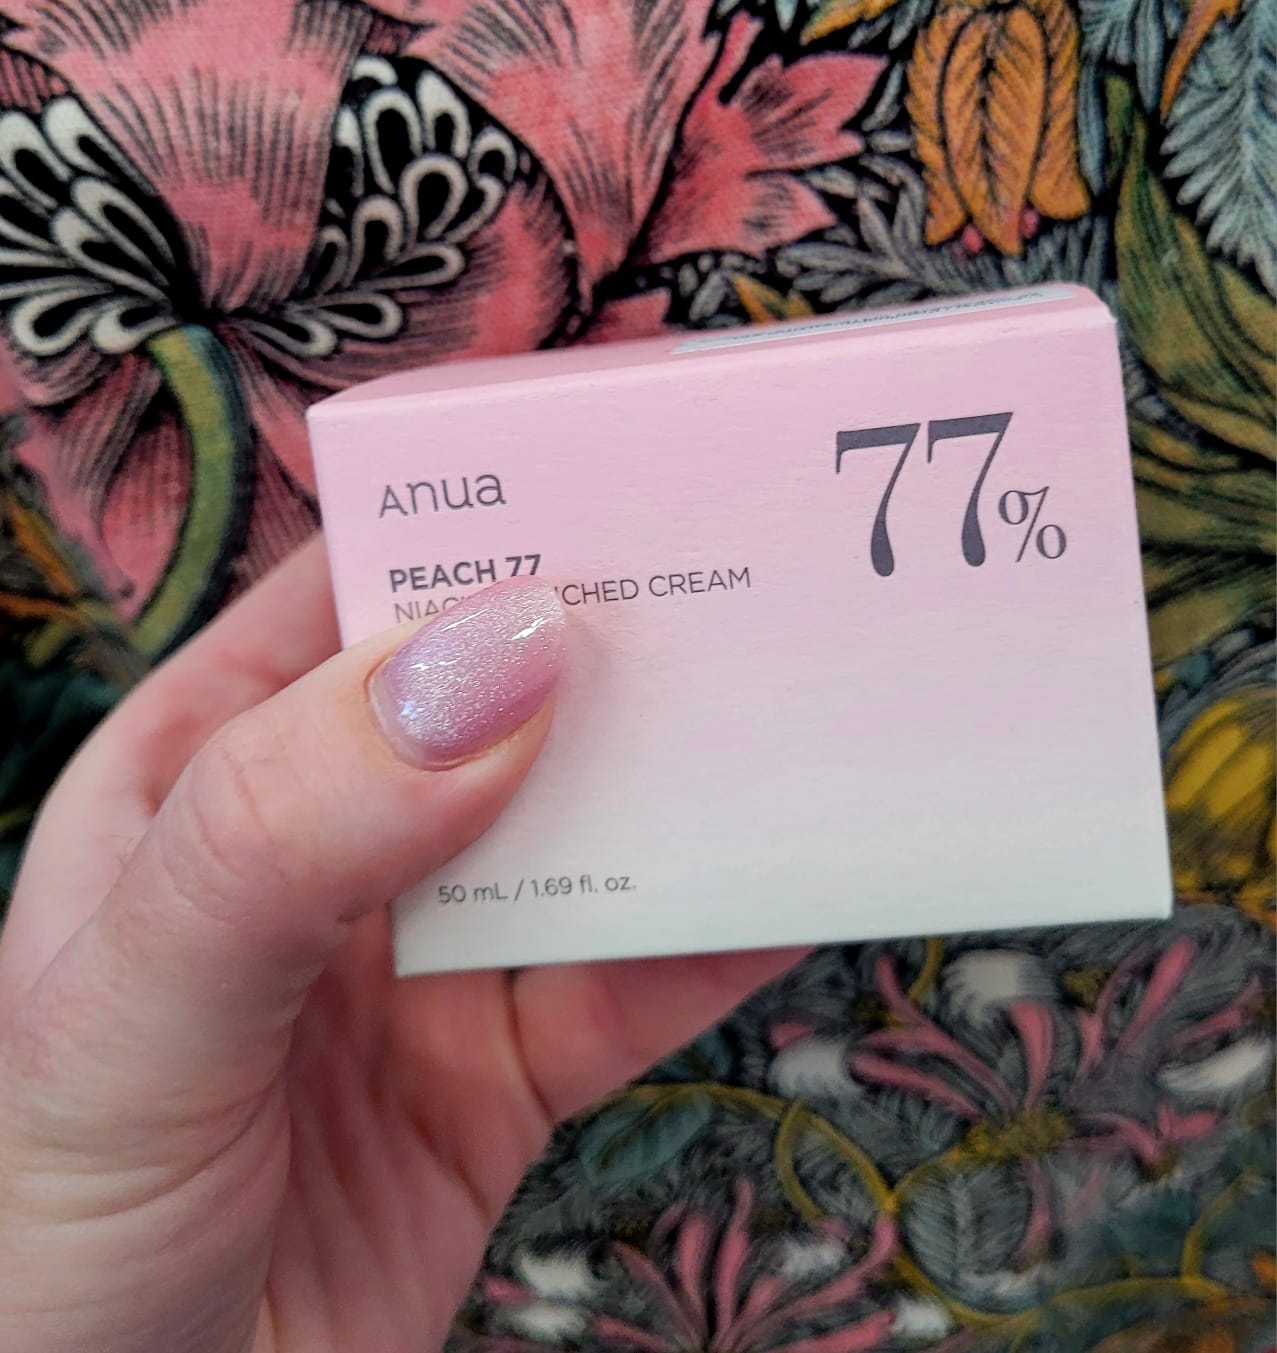 Anua
77%
PEACH 77
CREAM
50 mL / 1.69 fl. oz.